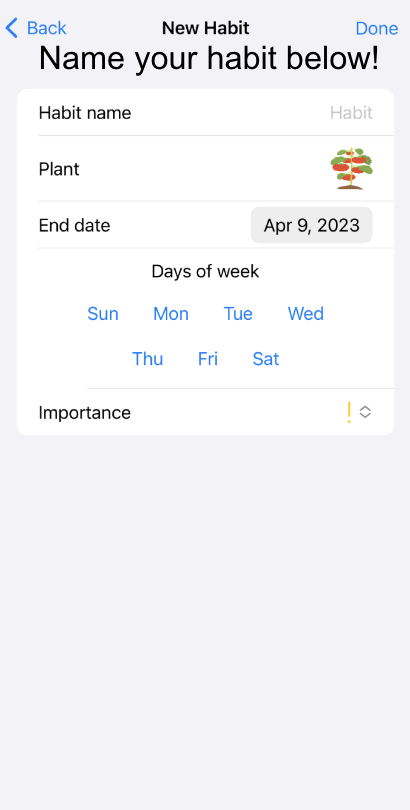 Back New Habit Done
Name your habit below!
Habit name Habit
Plant
End date Apr 9, 2023
Days of week
Sun Mon Tue Wed
Thu Fri Sat
Importance !